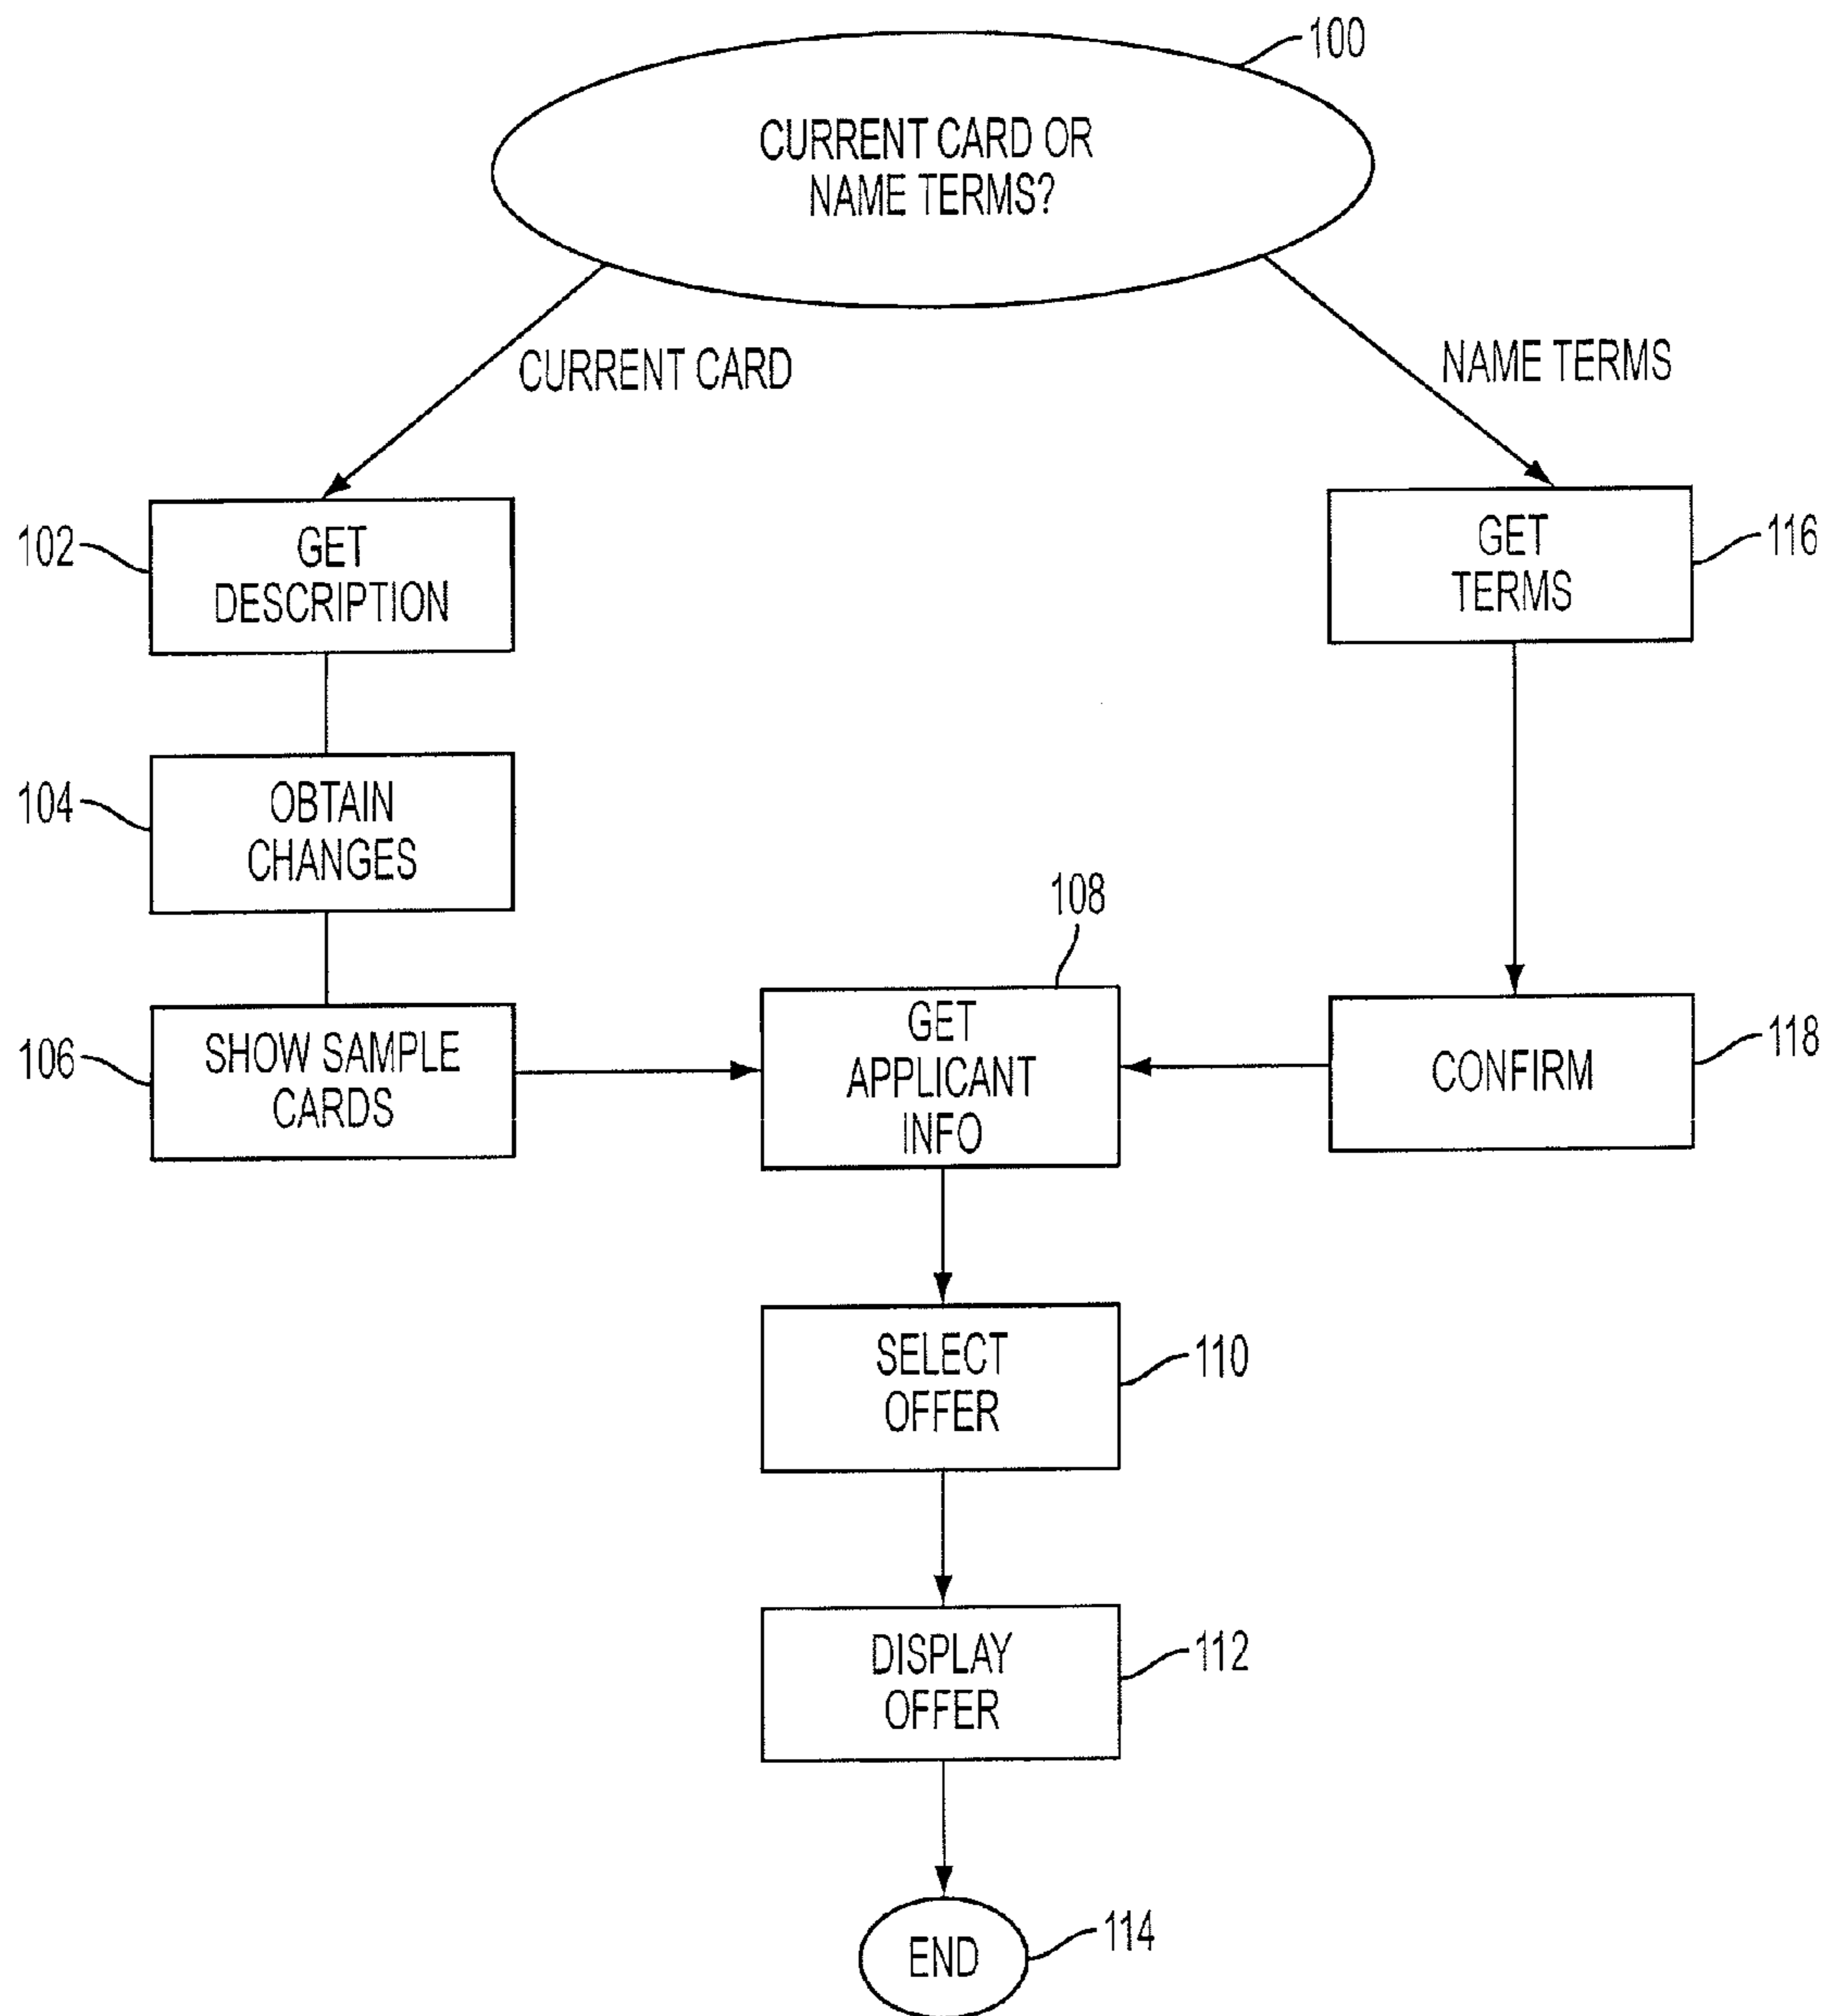 100
CURRENT CARD OR
NAME TERMS?
CURRENT CARD
NAME TERMS
102
GET
DESCRIPTION
GET
TERMS
116
104
OBTAIN
CHANGES
108
106
SHOW SAMPLE
CARDS
GET
APPLICANT
INFO
CONFIRM
118
SELECT
OFFER
110
DISPLAY
OFFER
112
END
114